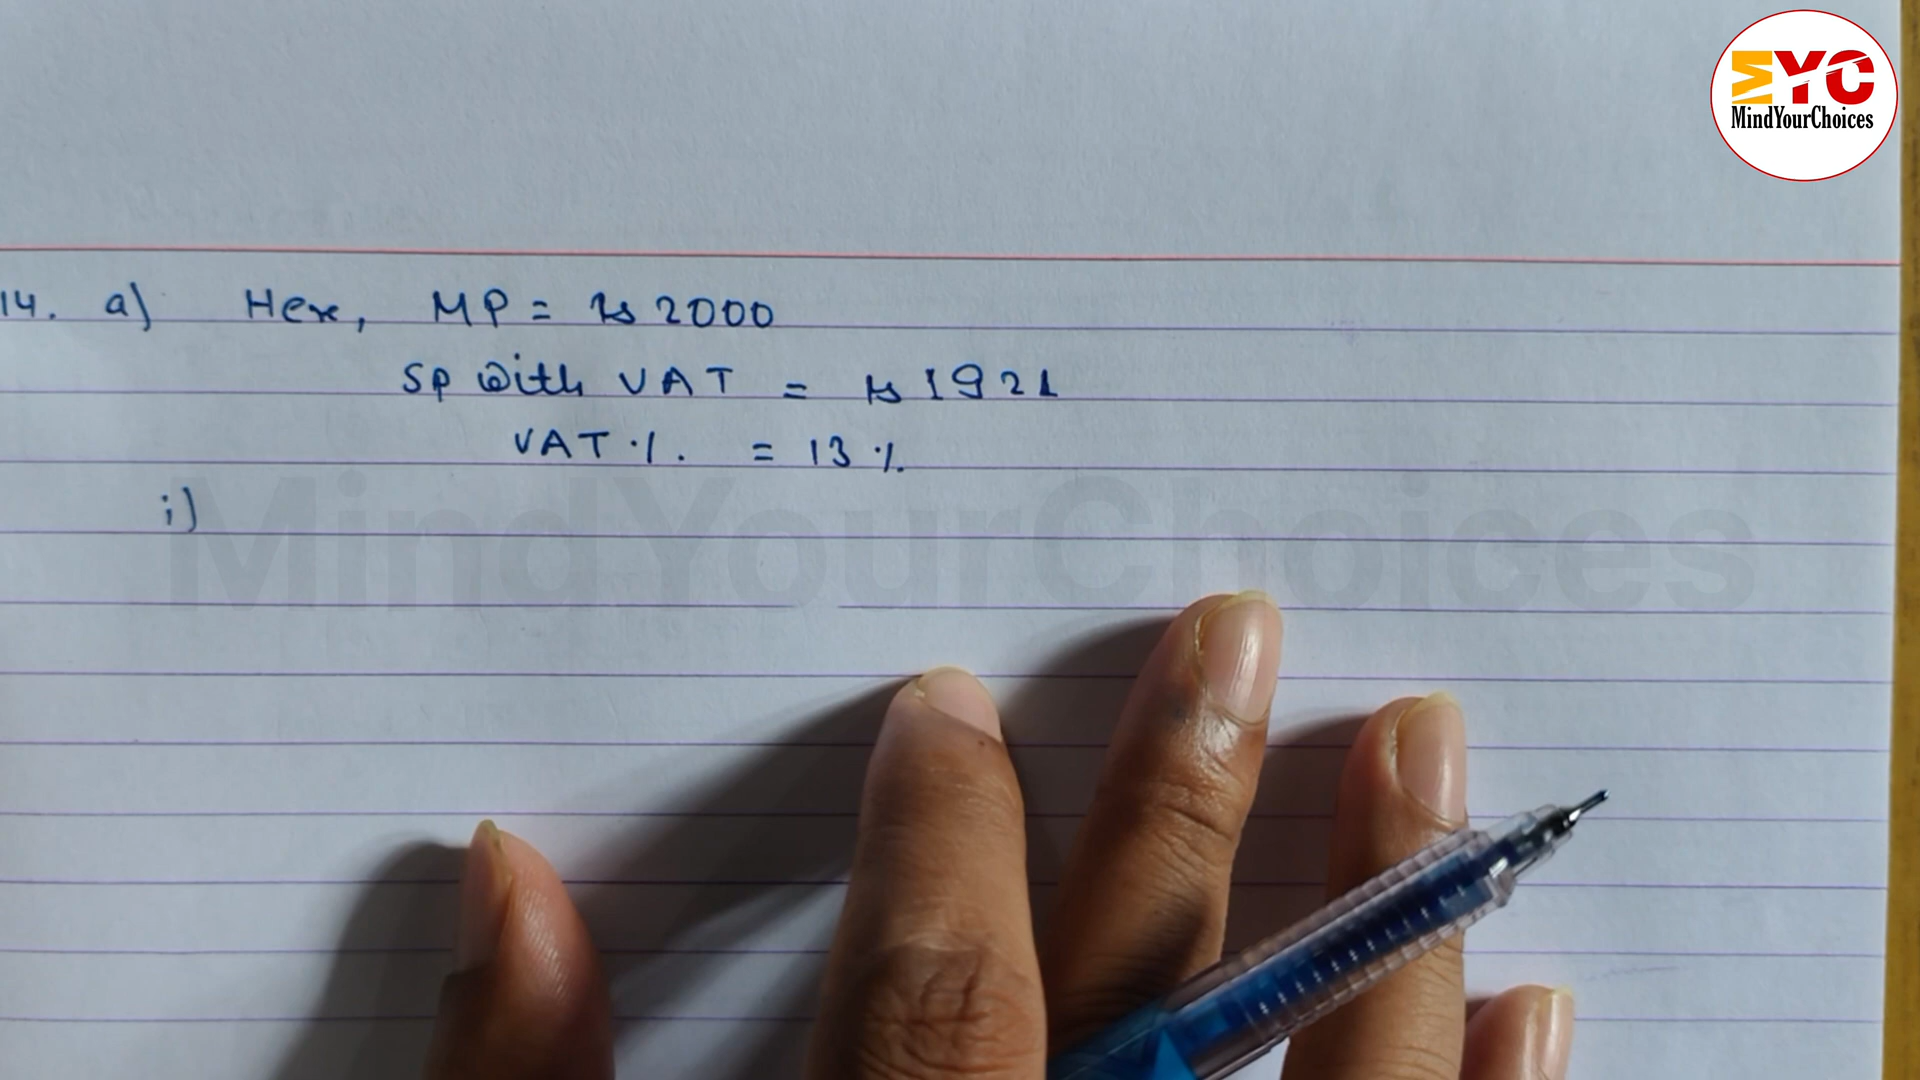 MYC
MindYourChoices
14. a) Here, MP = Rs 2000
SP with VAT = Rs 1921
VAT %. = 13 %
i)
MindYourChoices